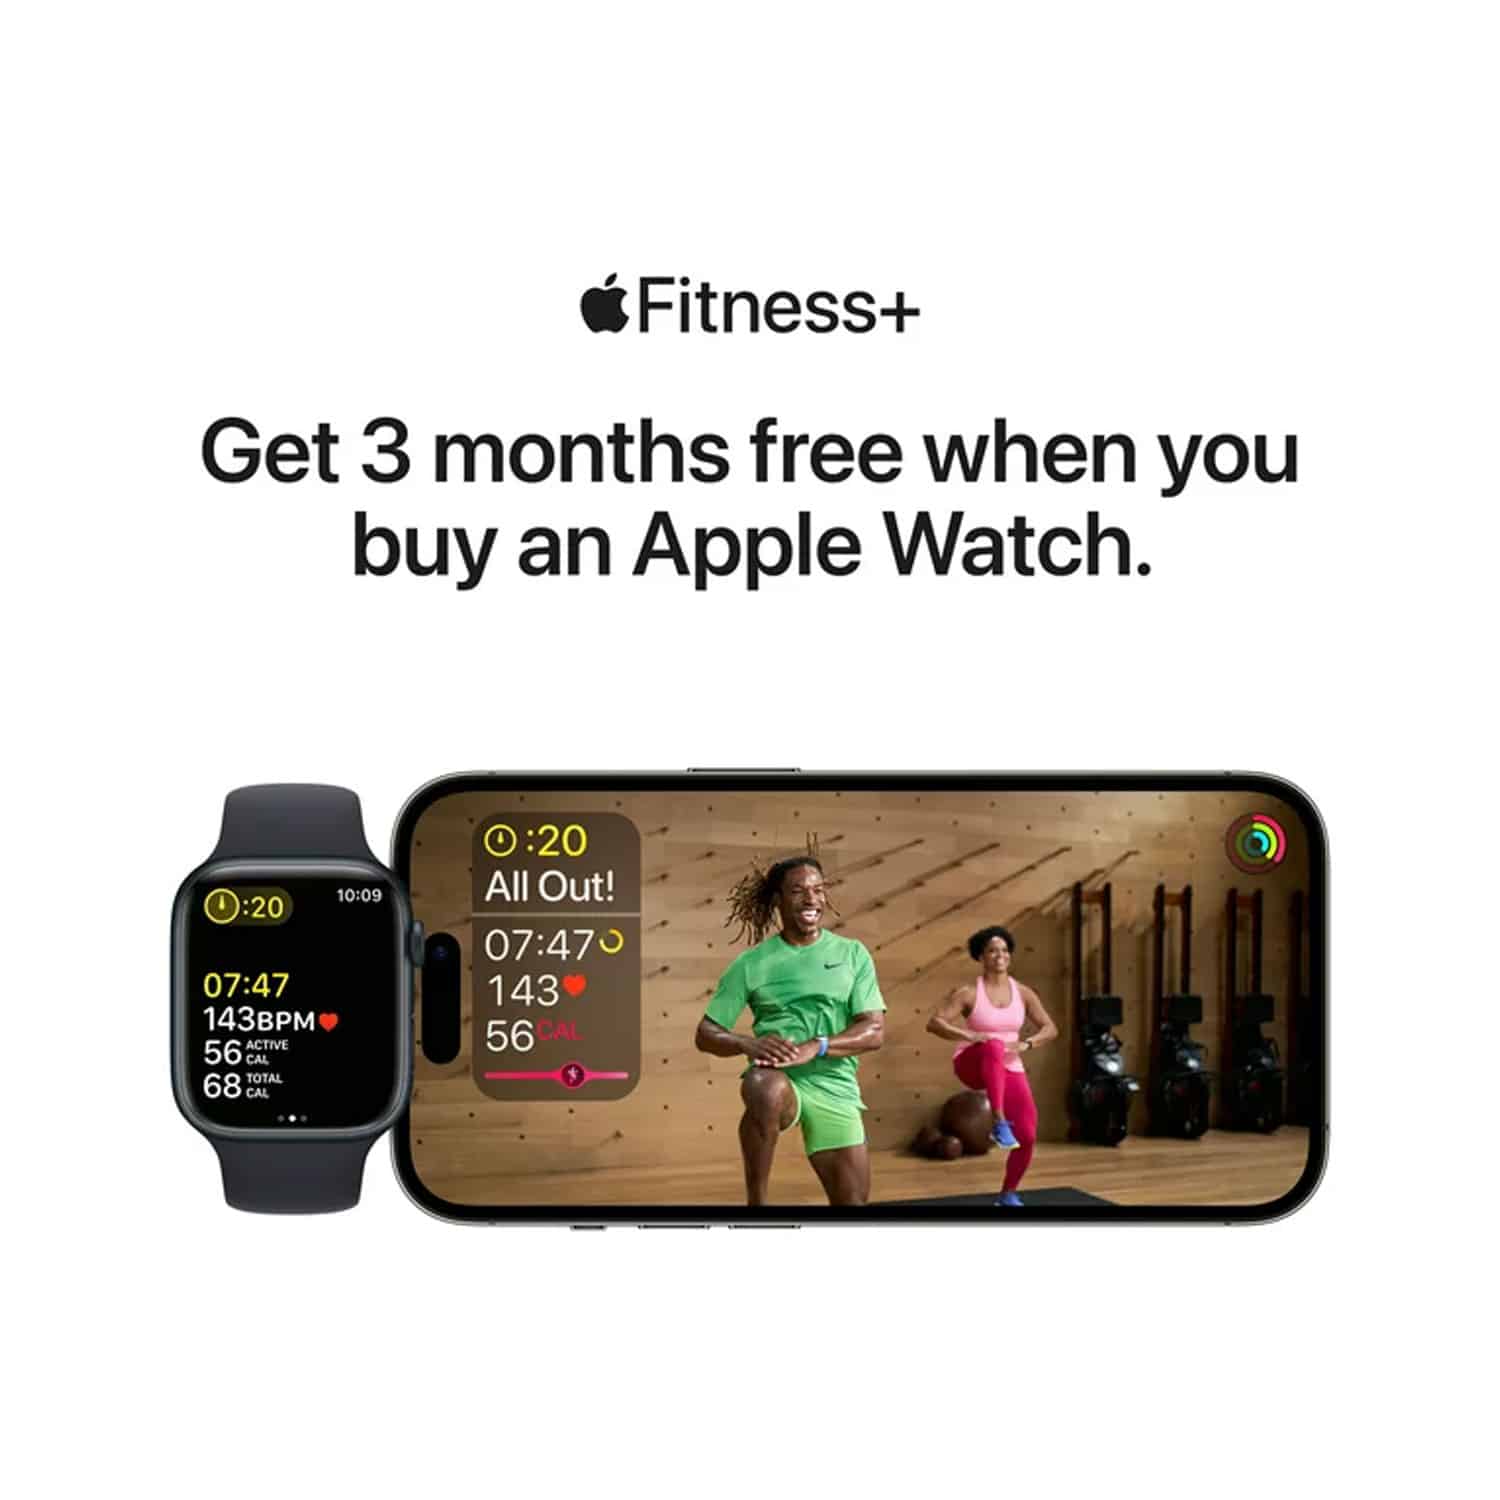 Fitness+
Get 3 months free when you
buy an Apple Watch.
:20
10:09
07:47
143BPM
56 ACTIVE CAL
68 TOTAL CAL
:20
All Out!
07:47
143
56CAL